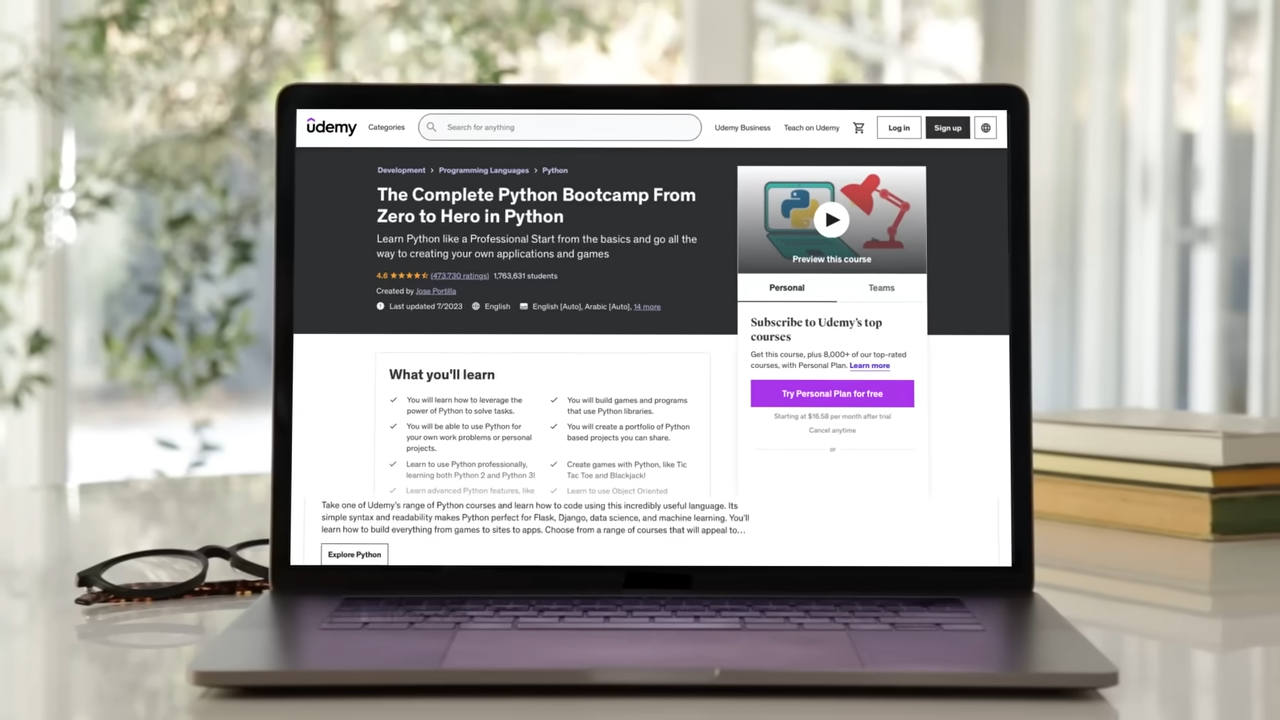 udemy
Categories
Search for anything
Udemy Business
Teach on Udemy
Log in
Sign up
Development > Programming Languages > Python
The Complete Python Bootcamp From
Zero to Hero in Python
Learn Python like a Professional Start from the basics and go all the
way to creating your own applications and games
4.6 (473,730 ratings) 1,763,631 students
Created by Jose Portilla
Last updated 7/2023 English English [Auto], Arabic [Auto], 14 more
Preview this course
Personal
Teams
Subscribe to Udemy's top
courses
Get this course, plus 8,000+ of our top-rated
courses, with Personal Plan. Learn more
Try Personal Plan for free
Starting at $16.58 per month after trial
Cancel anytime
or
What you'll learn
You will learn how to leverage the
power of Python to solve tasks.
You will be able to use Python for
your own work problems or personal
projects.
Learn to use Python professionally,
learning both Python 2 and Python 3!
Learn advanced Python features, like
You will build games and programs
that use Python libraries.
You will create a portfolio of Python
based projects you can share.
Create games with Python, like Tic
Tac Toe and Blackjack!
Learn to use Object Oriented
Take one of Udemy's range of Python courses and learn how to code using this incredibly useful language. Its
simple syntax and readability makes Python perfect for Flask, Django, data science, and machine learning. You'll
learn how to build everything from games to sites to apps. Choose from a range of courses that will appeal to...
Explore Python